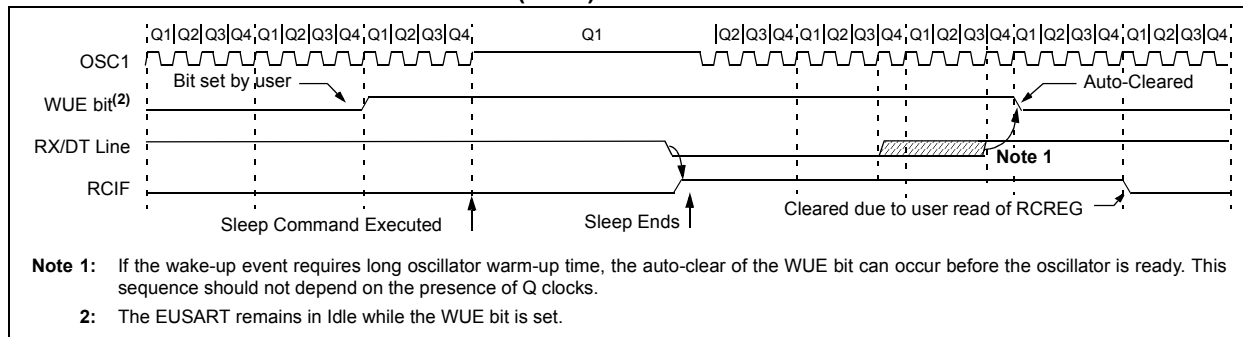 Q1 Q2 Q3 Q4 Q1 Q2 Q3 Q4 Q1 Q2 Q3 Q4 Q1 Q2 Q3 Q4 Q1 Q2 Q3 Q4 Q1 Q2 Q3 Q4 Q1 Q2 Q3 Q4 Q1 Q2 Q3 Q4
OSC1
Bit set by user
Auto-Cleared
WUE bit(2)
RX/DT Line
Note 1
RCIF
Sleep Command Executed
Sleep Ends
Cleared due to user read of RCREG
Note 1: If the wake-up event requires long oscillator warm-up time, the auto-clear of the WUE bit can occur before the oscillator is ready. This
sequence should not depend on the presence of Q clocks.
2: The EUSART remains in Idle while the WUE bit is set.